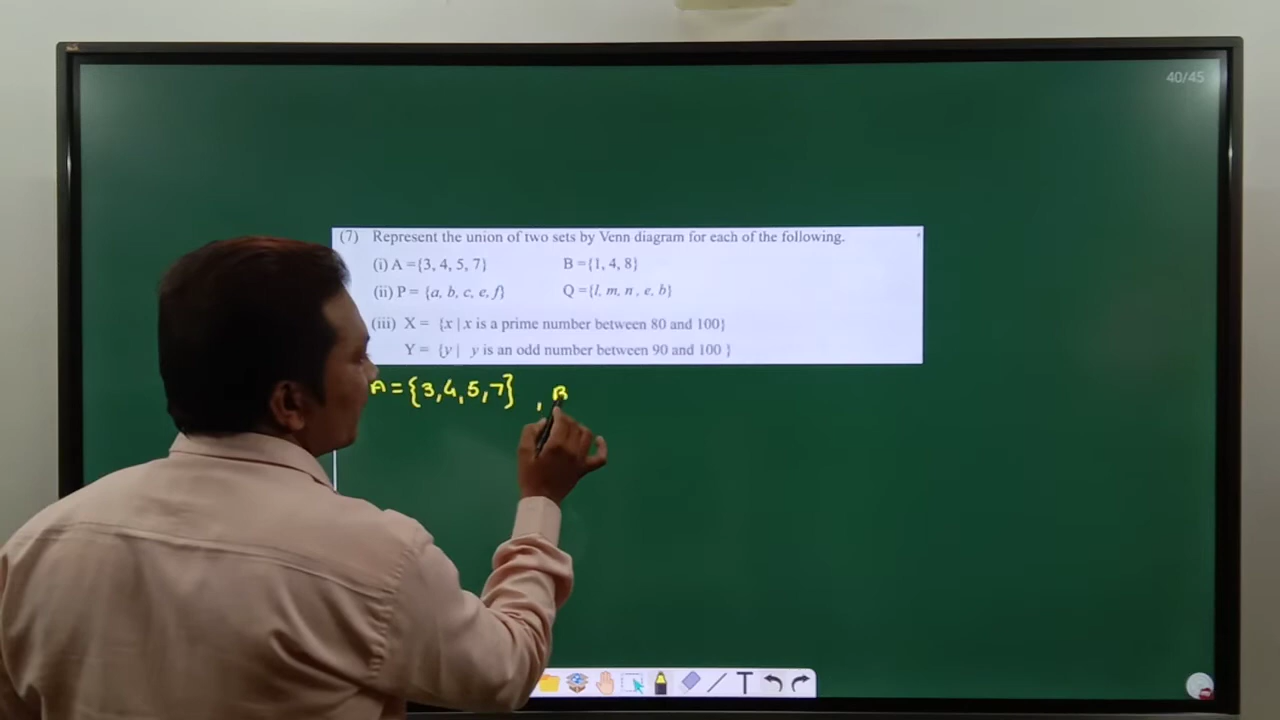 40/45
(7) Represent the union of two sets by Venn diagram for each of the following.
(i) A ={3, 4, 5, 7} B ={1, 4, 8}
(ii) P = {a, b, c, e, f} Q ={l, m, n , e, b}
(iii) X = {x | x is a prime number between 80 and 100}
Y = {y | y is an odd number between 90 and 100 }
A = {3,4,5,7} , B
T